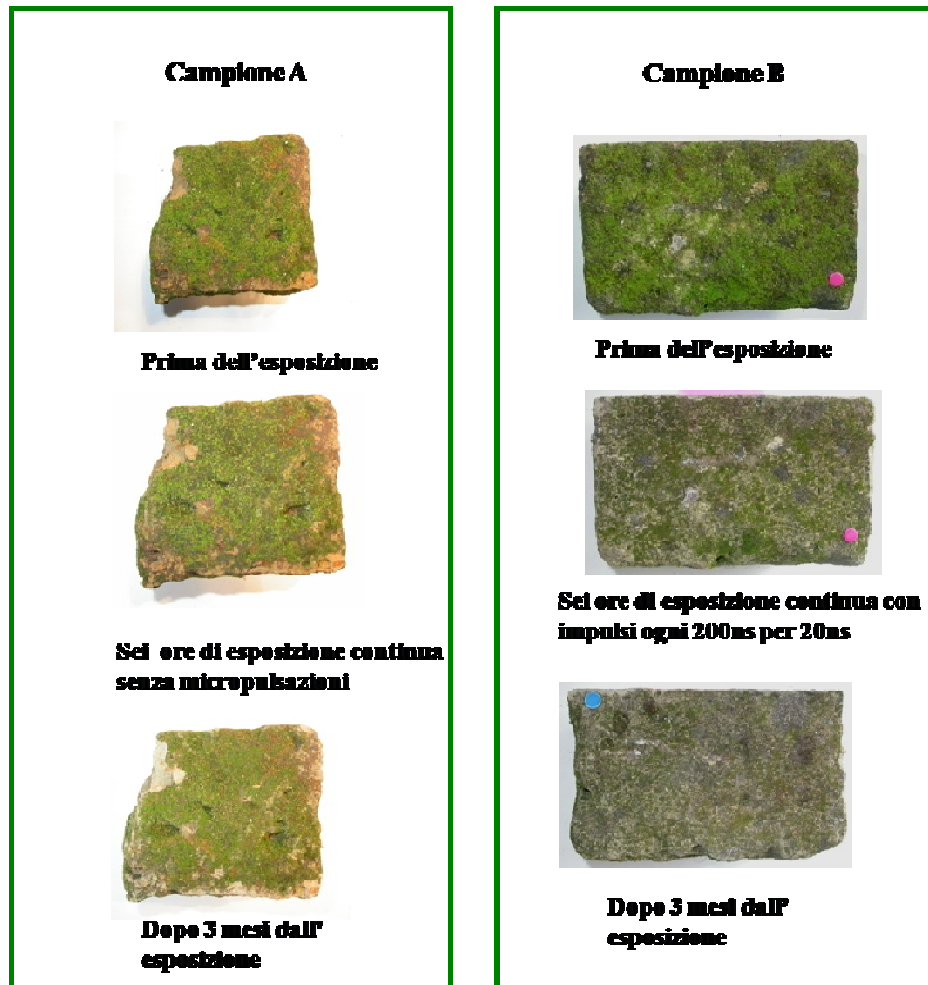 Campione A
Prima dell'esposizione
Sei ore di esposizione continua
senza micropulsazioni
Dopo 3 mesi dall'
esposizione
Campione B
Prima dell'esposizione
Sei ore di esposizione continua con
impulsi ogni 200ns per 20ns
Dopo 3 mesi dall'
esposizione